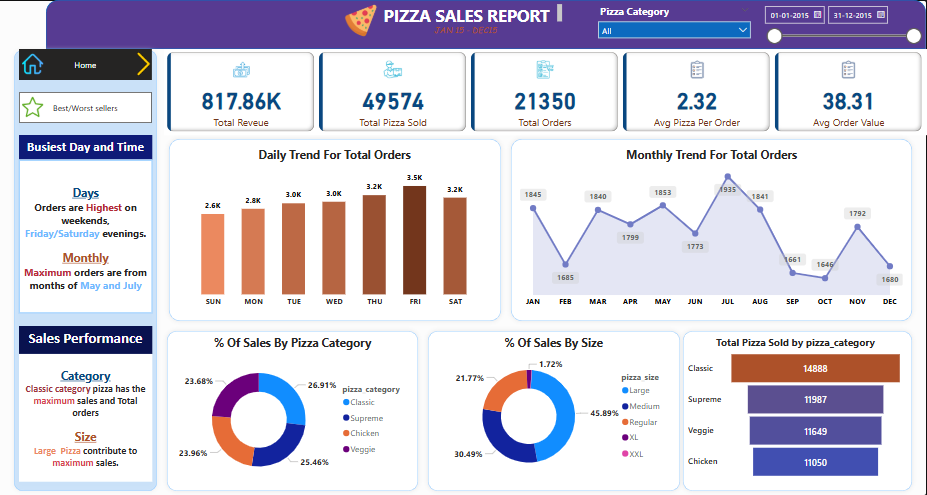 PIZZA SALES REPORT
JAN 15 - DEC15
Pizza Category
All
01-01-2015
31-12-2015
Home
Best/Worst sellers
817.86K
Total Reveue
49574
Total Pizza Sold
21350
Total Orders
2.32
Avg Pizza Per Order
38.31
Avg Order Value
Busiest Day and Time
Days
Orders are Highest on
weekends,
Friday/Saturday evenings.
Monthly
Maximum orders are from
months of May and July
Daily Trend For Total Orders
2.6K
2.8K
3.0K
3.0K
3.2K
3.5K
3.2K
SUN
MON
TUE
WED
THU
FRI
SAT
Monthly Trend For Total Orders
1845
1685
1840
1799
1853
1773
1935
1841
1661
1646
1792
1680
JAN
FEB
MAR
APR
MAY
JUN
JUL
AUG
SEP
OCT
NOV
DEC
Sales Performance
Category
Classic category pizza has the
maximum sales and Total
orders
Size
Large Pizza contribute to
maximum sales.
% Of Sales By Pizza Category
23.68%
26.91%
23.96%
25.46%
pizza_category
Classic
Supreme
Chicken
Veggie
% Of Sales By Size
1.72%
21.77%
45.89%
30.49%
pizza_size
Large
Medium
Regular
XL
XXL
Total Pizza Sold by pizza_category
Classic
14888
Supreme
11987
Veggie
11649
Chicken
11050